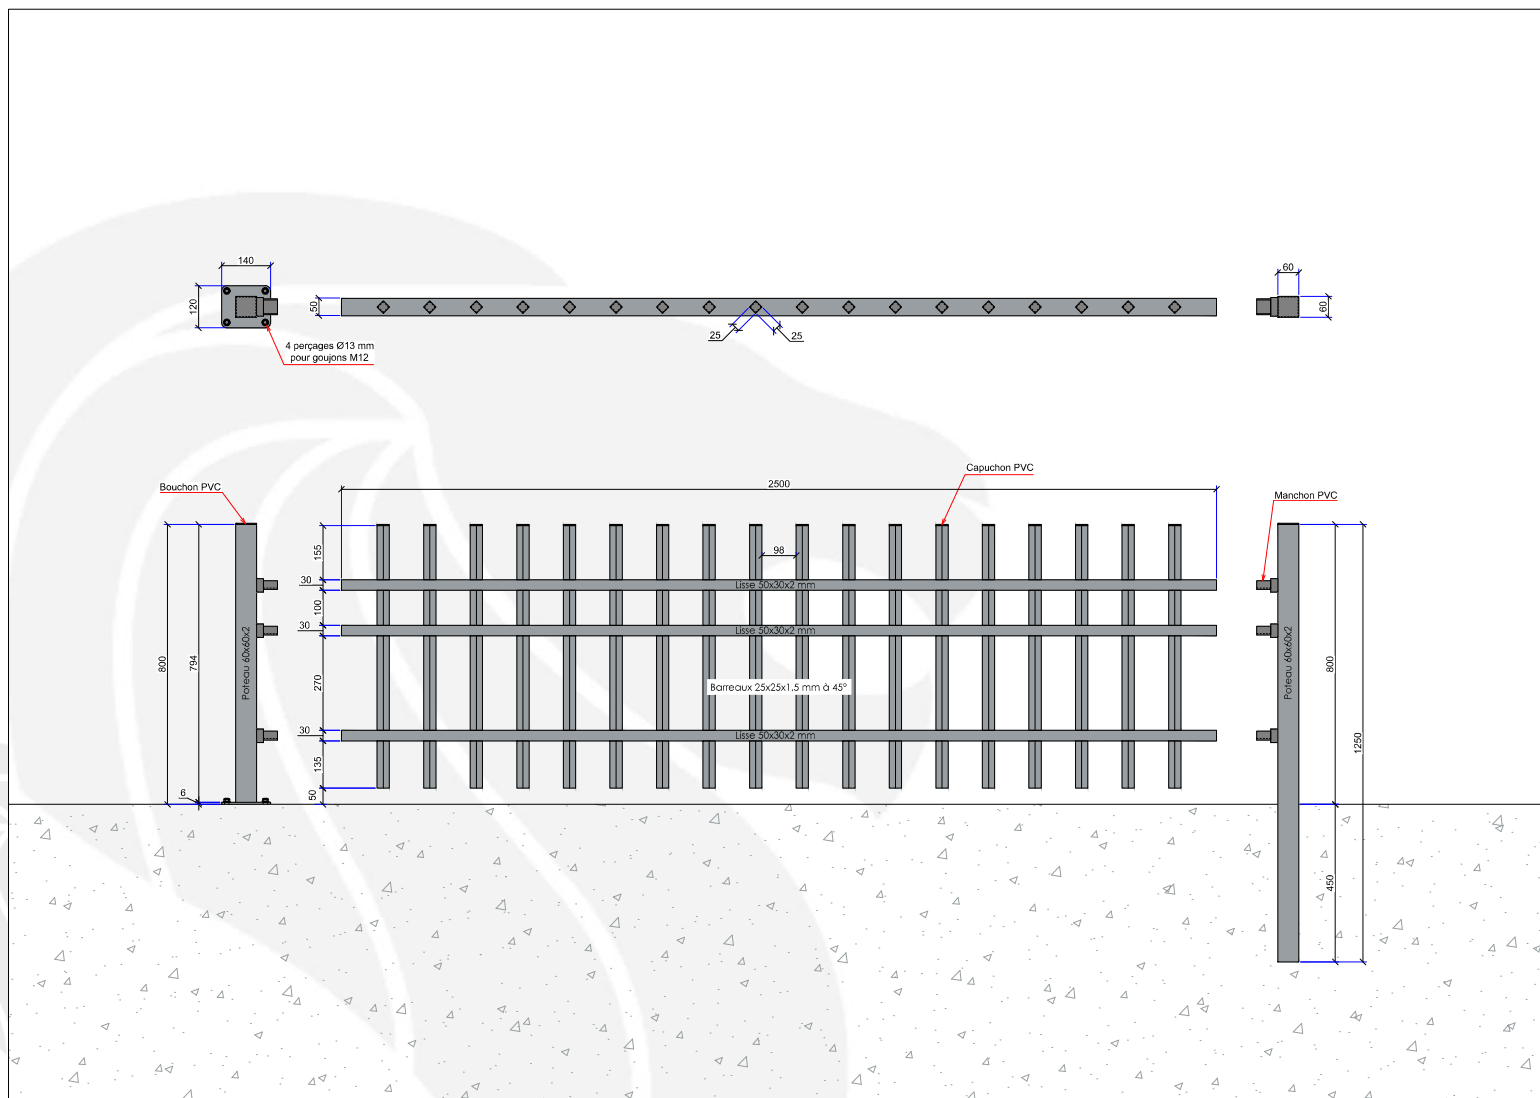 140
120
4 perçages Ø13 mm
pour goujons M12
50
25
25
60
60
Bouchon PVC
2500
Capuchon PVC
Manchon PVC
800
794
6
Poteau 60x60x2
155
30
100
30
270
30
135
50
98
Lisse 50x30x2 mm
Lisse 50x30x2 mm
Barreaux 25x25x1.5 mm à 45°
Lisse 50x30x2 mm
Poteau 60x60x2
800
1250
450